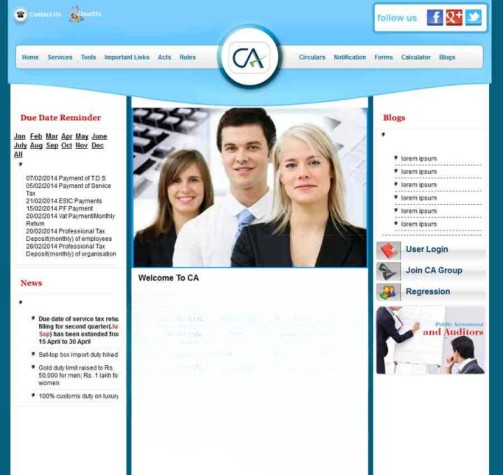 Contact Us
follow us
Home Services Tools Important Links Acts Rules
CA
Circulars Notification Forms Calculator Blogs
Due Date Reminder
Jan Feb Mar Apr May June
July Aug Sep Oct Nov Dec
All
07/02/2014 Payment of T.D.S
05/02/2014 Payment of Service
Tax
21/02/2014 ESIC Payments
15/02/2014 PF Payment
20/02/2014 Vat Payment/Monthly
Return
20/02/2014 Professional Tax
Deposit(monthly) of employees
28/02/2014 Professional Tax
Deposit(monthly) of organisation
News
Due date of service tax retu
filling for second quarter(Ju
Sep) has been extended fro
15 April to 30 April
Set-top box import duty hiked
Gold duty limit raised to Rs.
50,000 for men; Rs. 1 lakh fo
women
100% customs duty on luxury
Welcome To CA
Blogs
lorem ipsum
lorem ipsum
lorem ipsum
lorem ipsum
lorem ipsum
lorem ipsum
User Login
Join CA Group
Regression
Public Accountant
and Auditors